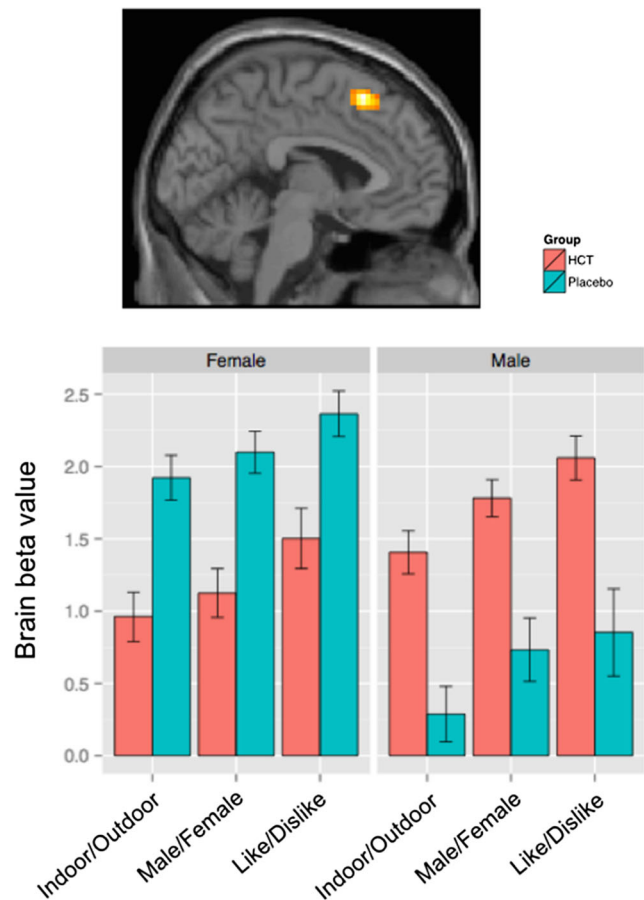 Group
HCT
Placebo
Female
Male
Brain beta value
2.5
2.0
1.5
1.0
0.5
0.0
Indoor/Outdoor
Male/Female
Like/Dislike
Indoor/Outdoor
Male/Female
Like/Dislike